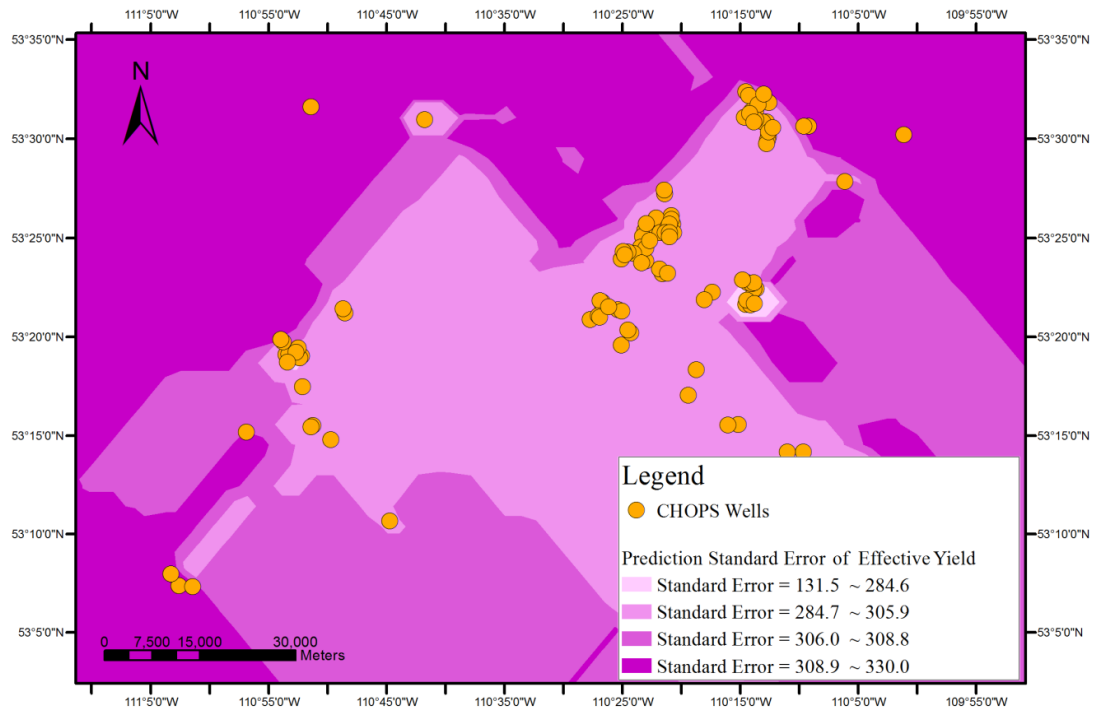 111°5'0"W 110°55'0"W 110°45'0"W 110°35'0"W 110°25'0"W 110°15'0"W 110°5'0"W 109°55'0"W
53°35'0"N 53°35'0"N
N
53°30'0"N 53°30'0"N
53°25'0"N 53°25'0"N
53°20'0"N 53°20'0"N
53°15'0"N 53°15'0"N
Legend
CHOPS Wells
53°10'0"N 53°10'0"N
Prediction Standard Error of Effective Yield
Standard Error = 131.5 ~ 284.6
Standard Error = 284.7 ~ 305.9
53°5'0"N 53°5'0"N
Standard Error = 306.0 ~ 308.8
0 7,500 15,000 30,000
Meters
Standard Error = 308.9 ~ 330.0
111°5'0"W 110°55'0"W 110°45'0"W 110°35'0"W 110°25'0"W 110°15'0"W 110°5'0"W 109°55'0"W